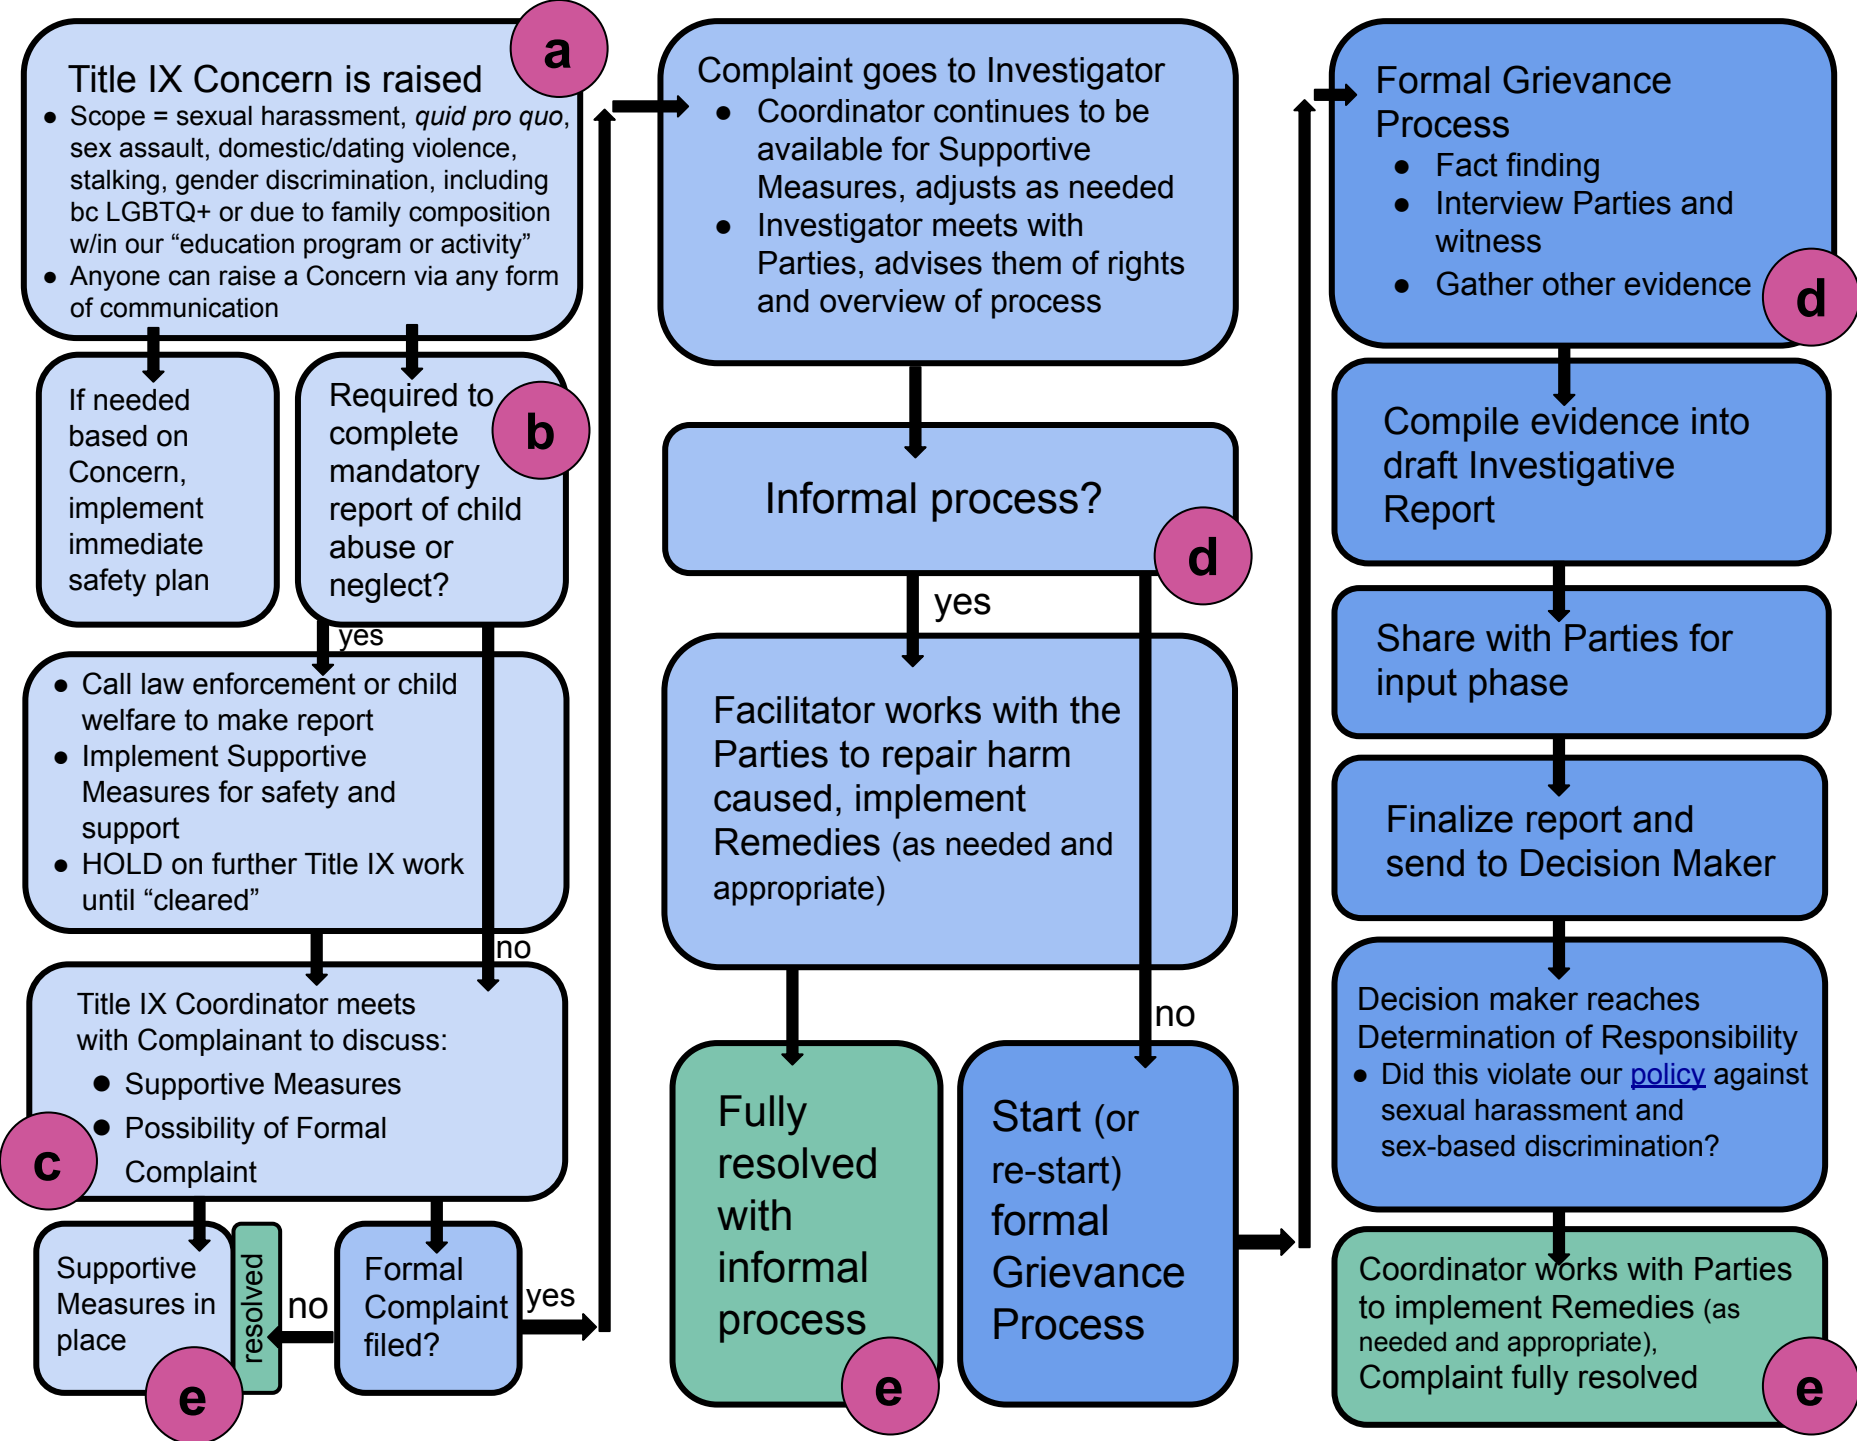 a
Title IX Concern is raised
● Scope = sexual harassment, quid pro quo,
sex assault, domestic/dating violence,
stalking, gender discrimination, including
bc LGBTQ+ or due to family composition
w/in our “education program or activity”
● Anyone can raise a Concern via any form
of communication
If needed
based on
Concern,
implement
immediate
safety plan
b
Required to
complete
mandatory
report of child
abuse or
neglect?
yes
● Call law enforcement or child
welfare to make report
● Implement Supportive
Measures for safety and
support
● HOLD on further Title IX work
until “cleared”
no
Title IX Coordinator meets
with Complainant to discuss:
● Supportive Measures
● Possibility of Formal
Complaint
c
Supportive
Measures in
place
resolved
e
no
Formal
Complaint
filed?
yes
Complaint goes to Investigator
● Coordinator continues to be
available for Supportive
Measures, adjusts as needed
● Investigator meets with
Parties, advises them of rights
and overview of process
Informal process?
d
yes
Facilitator works with the
Parties to repair harm
caused, implement
Remedies (as needed and
appropriate)
no
Fully
resolved
with
informal
process
e
Start (or
re-start)
formal
Grievance
Process
Formal Grievance
Process
● Fact finding
● Interview Parties and
witness
● Gather other evidence
d
Compile evidence into
draft Investigative
Report
Share with Parties for
input phase
Finalize report and
send to Decision Maker
Decision maker reaches
Determination of Responsibility
● Did this violate our policy against
sexual harassment and
sex-based discrimination?
Coordinator works with Parties
to implement Remedies (as
needed and appropriate),
Complaint fully resolved
e